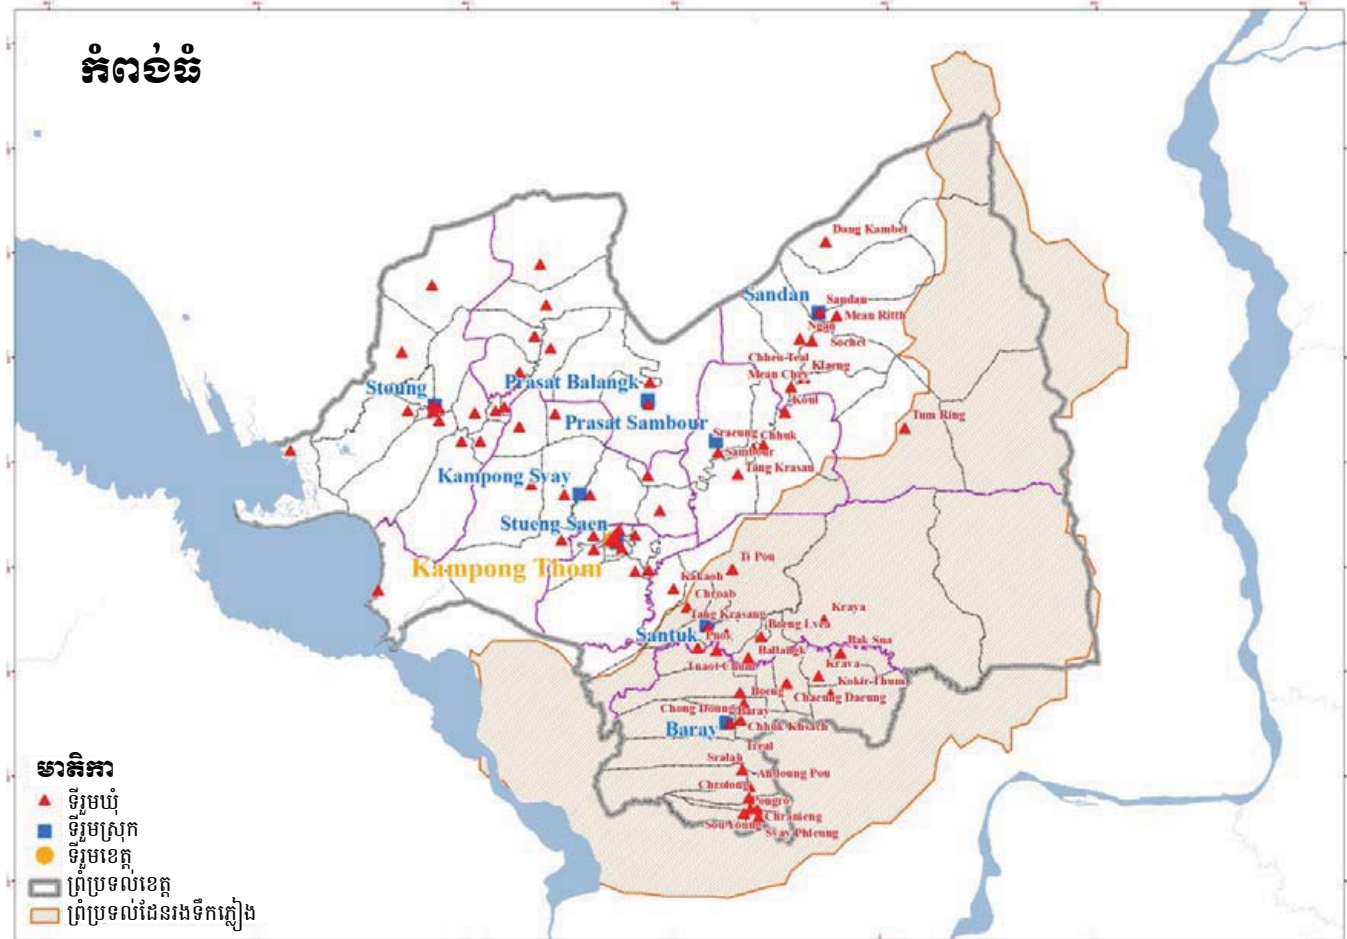 កំពង់ធំ
Dang Kambet
Sandan
Sandan
Mean Ritth
Ngan
Sochet
Chheu Teal
Klaeng
Mean Chey
Koul
Stoung
Prasat Balangk
Prasat Sambour
Tum Ring
Sraeung
Chhuk
Sambour
Tang Krasau
Kampong Svay
Stueng Saen
Kampong Thom
Ti Pou
Kakaoh
Chroab
Tang Krasang
Kraya
Boeng Lvea
Santuk
Pnov
Bak Sna
Tnaot Chum
Ballangk
Krava
Kokir Thum
Boeng
Chaeung Daeung
Chong Doung
Baray
Baray
Chhuk Khsach
Treal
Sralau
Andoung Pou
Chrolong
Pongro
Chranieng
Sou Young
Svay Phleung
មាតិកា
ទីរួមឃុំ
ទីរួមស្រុក
ទីរួមខេត្ត
ព្រំប្រទល់ខេត្ត
ព្រំប្រទល់ដែនរងទឹកភ្លៀង